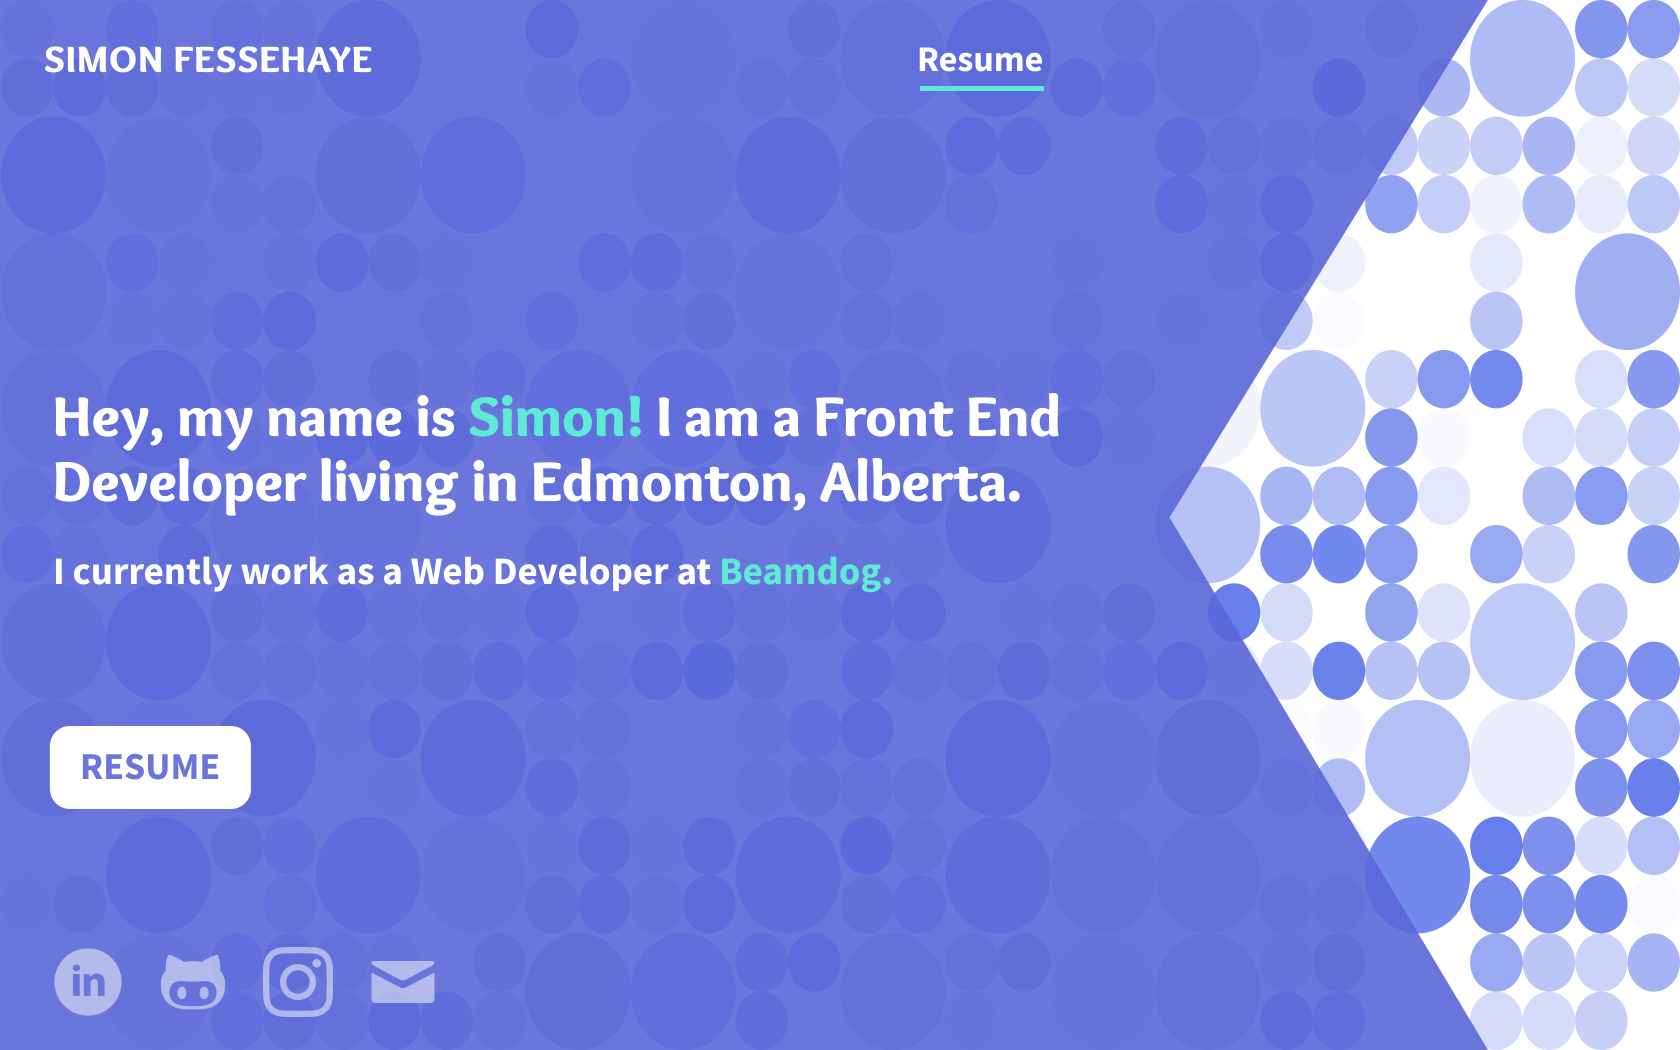 SIMON FESSEHAYE
Resume
Hey, my name is Simon! I am a Front End
Developer living in Edmonton, Alberta.
I currently work as a Web Developer at Beamdog.
RESUME
in